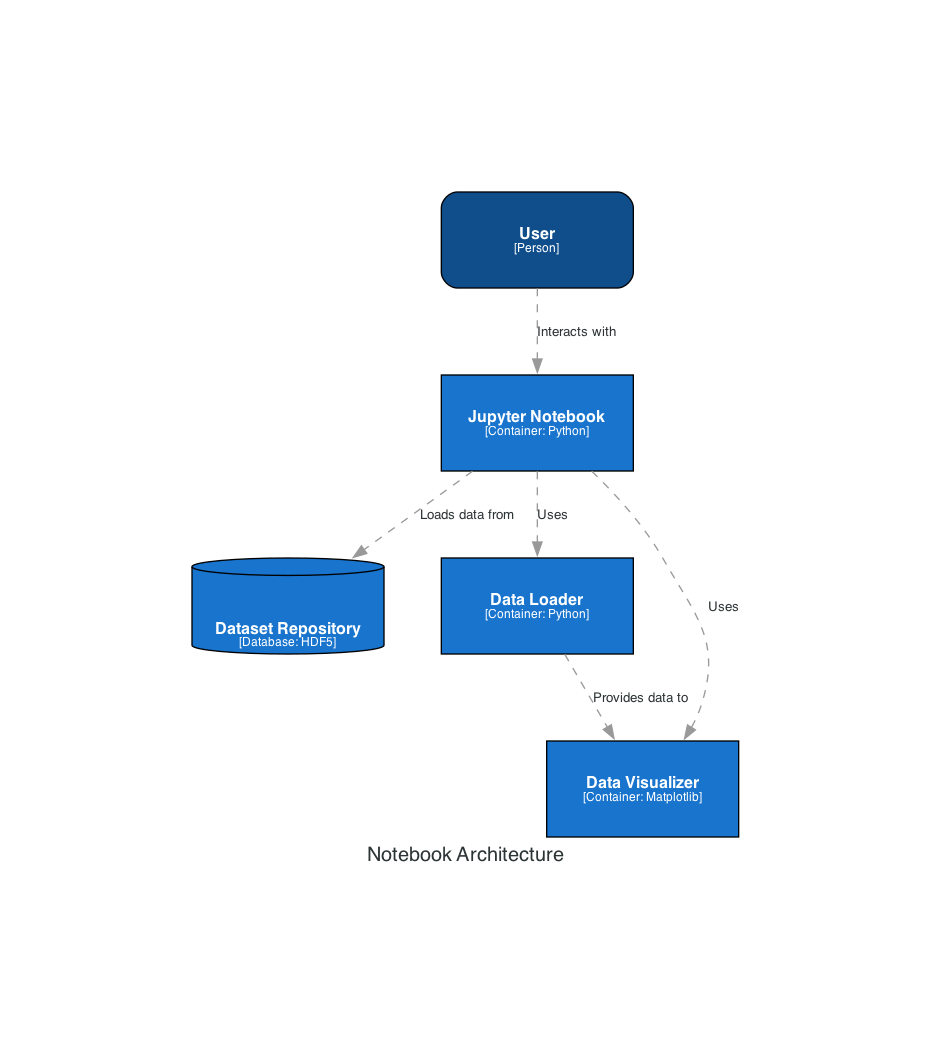 User
[Person]
Interacts with
Jupyter Notebook
[Container: Python]
Loads data from
Uses
Dataset Repository
[Database: HDF5]
Data Loader
[Container: Python]
Uses
Provides data to
Data Visualizer
[Container: Matplotlib]
Notebook Architecture